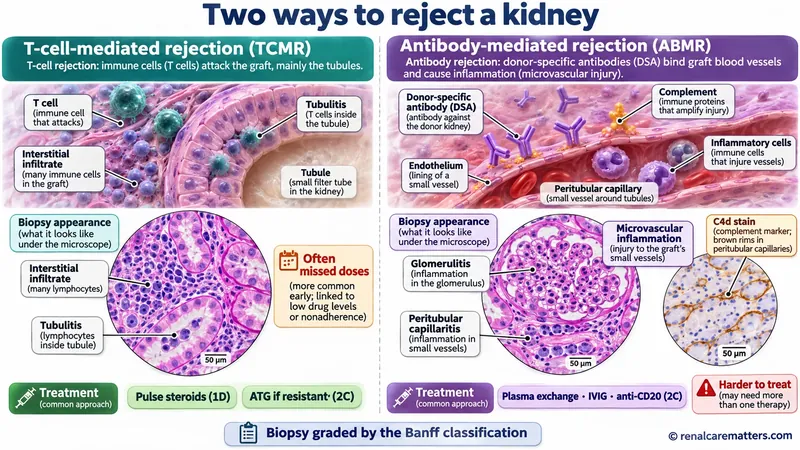 Two ways to reject a kidney
T-cell-mediated rejection (TCMR)
T-cell rejection: immune cells (T cells) attack the graft, mainly the tubules.
T cell
(immune cell
that attacks)
Tubulitis
(T cells inside
the tubule)
Interstitial
infiltrate
(many immune cells
in the graft)
Tubule
(small filter tube
in the kidney)
Biopsy appearance
(what it looks like
under the microscope)
Interstitial
infiltrate
(many lymphocytes)
Tubulitis
(lymphocytes
inside tubule)
50 µm
Often
missed doses
(more common
early; linked to
low drug levels or
nonadherence)
Treatment
(common approach)
Pulse steroids (1D)
ATG if resistant· (2C)
Antibody-mediated rejection (ABMR)
Antibody rejection: donor-specific antibodies (DSA) bind graft blood vessels
and cause inflammation (microvascular injury).
Donor-specific
antibody (DSA)
(antibody against
the donor kidney)
Complement
(immune proteins
that amplify injury)
Endothelium
(lining of a
small vessel)
Inflammatory cells
(immune cells
that injure vessels)
Peritubular capillary
(small vessel around tubules)
Biopsy appearance
(what it looks like
under the microscope)
Microvascular
inflammation
(injury to the graft's
small vessels)
C4d stain
(complement marker;
brown rims in
peritubular capillaries)
Glomerulitis
(inflammation
in the glomerulus)
Peritubular
capillaritis
(inflammation in
small vessels)
50 µm
50 µm
Treatment
(common approach)
Plasma exchange · IVIG · anti-CD20 (2C)
Harder to treat
(may need more
than one therapy)
Biopsy graded by the Banff classification
© renalcarematters.com